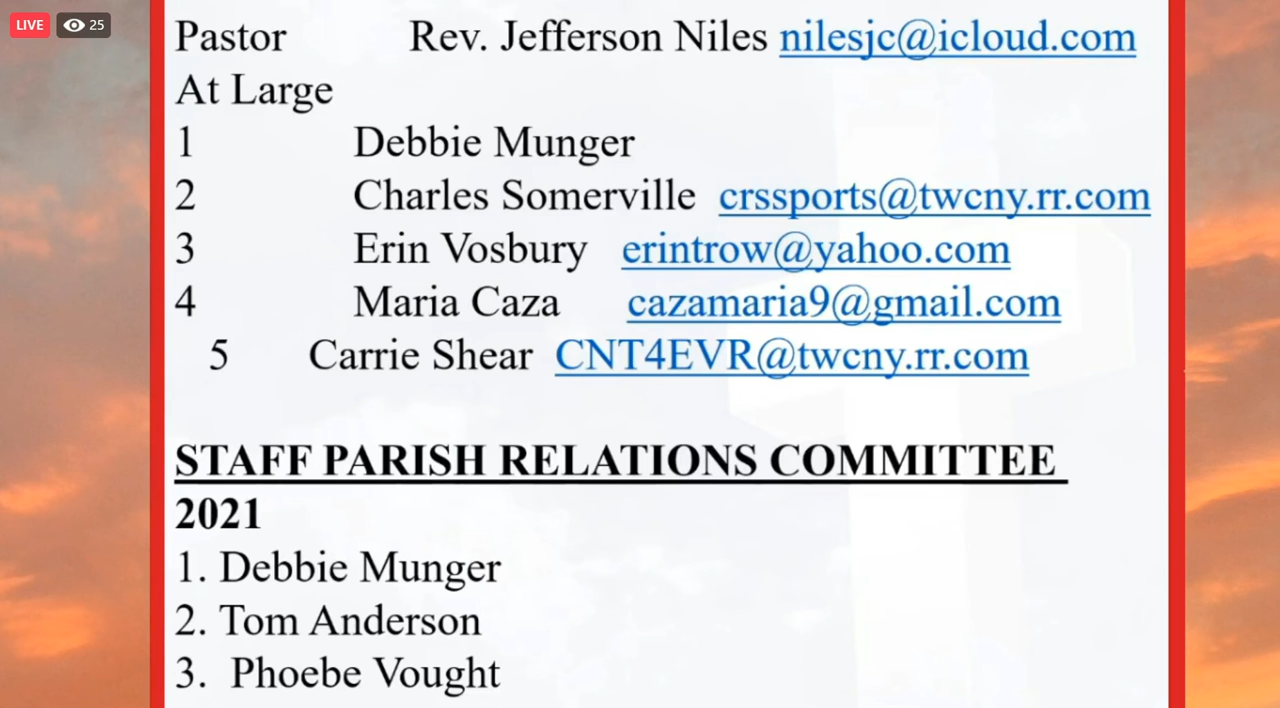 LIVE 25
Pastor Rev. Jefferson Niles nilesjc@icloud.com
At Large
1 Debbie Munger
2 Charles Somerville crssports@twcny.rr.com
3 Erin Vosbury erintrow@yahoo.com
4 Maria Caza cazamaria9@gmail.com
5 Carrie Shear CNT4EVR@twcny.rr.com
STAFF PARISH RELATIONS COMMITTEE
2021
1. Debbie Munger
2. Tom Anderson
3. Phoebe Vought